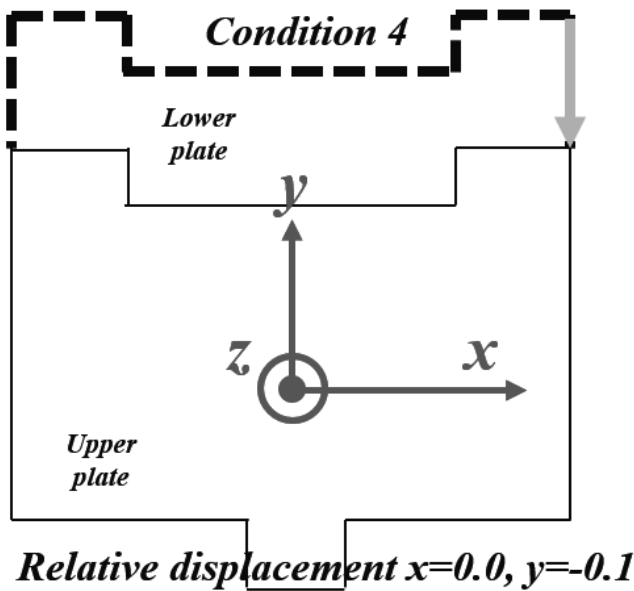 Condition 4
Lower
plate
y
z
x
Upper
plate
Relative displacement x=0.0, y=-0.1